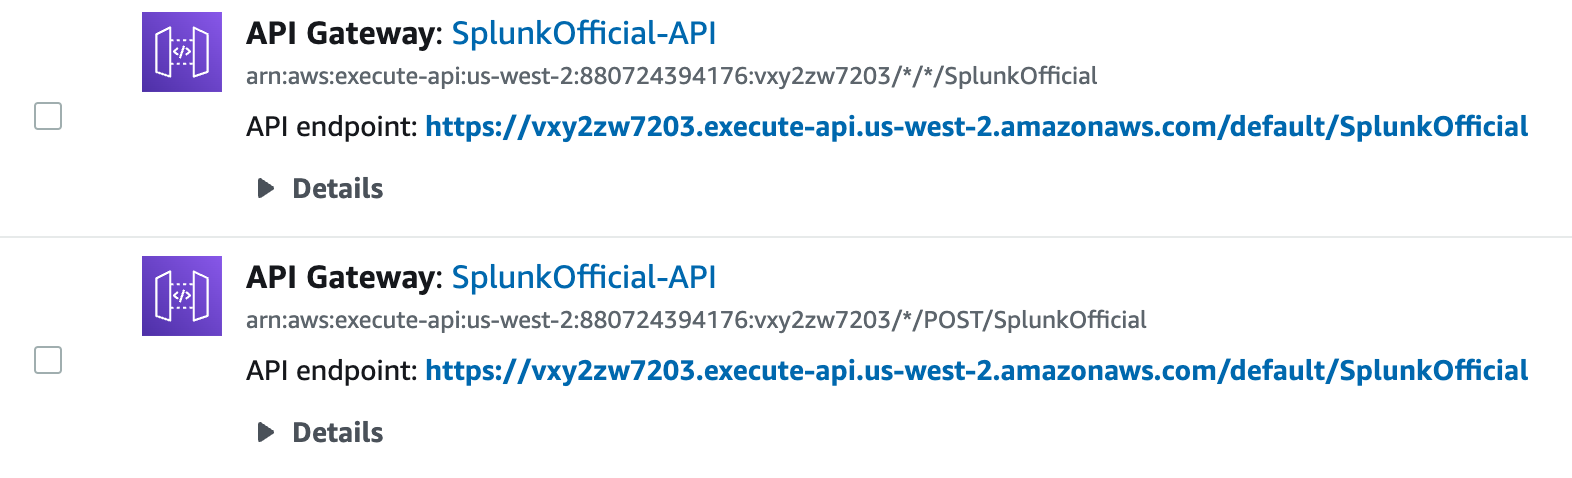 API Gateway: SplunkOfficial-API
arn:aws:execute-api:us-west-2:880724394176:vxy2zw7203/*/*/SplunkOfficial
API endpoint: https://vxy2zw7203.execute-api.us-west-2.amazonaws.com/default/SplunkOfficial
Details
API Gateway: SplunkOfficial-API
arn:aws:execute-api:us-west-2:880724394176:vxy2zw7203/*/POST/SplunkOfficial
API endpoint: https://vxy2zw7203.execute-api.us-west-2.amazonaws.com/default/SplunkOfficial
Details